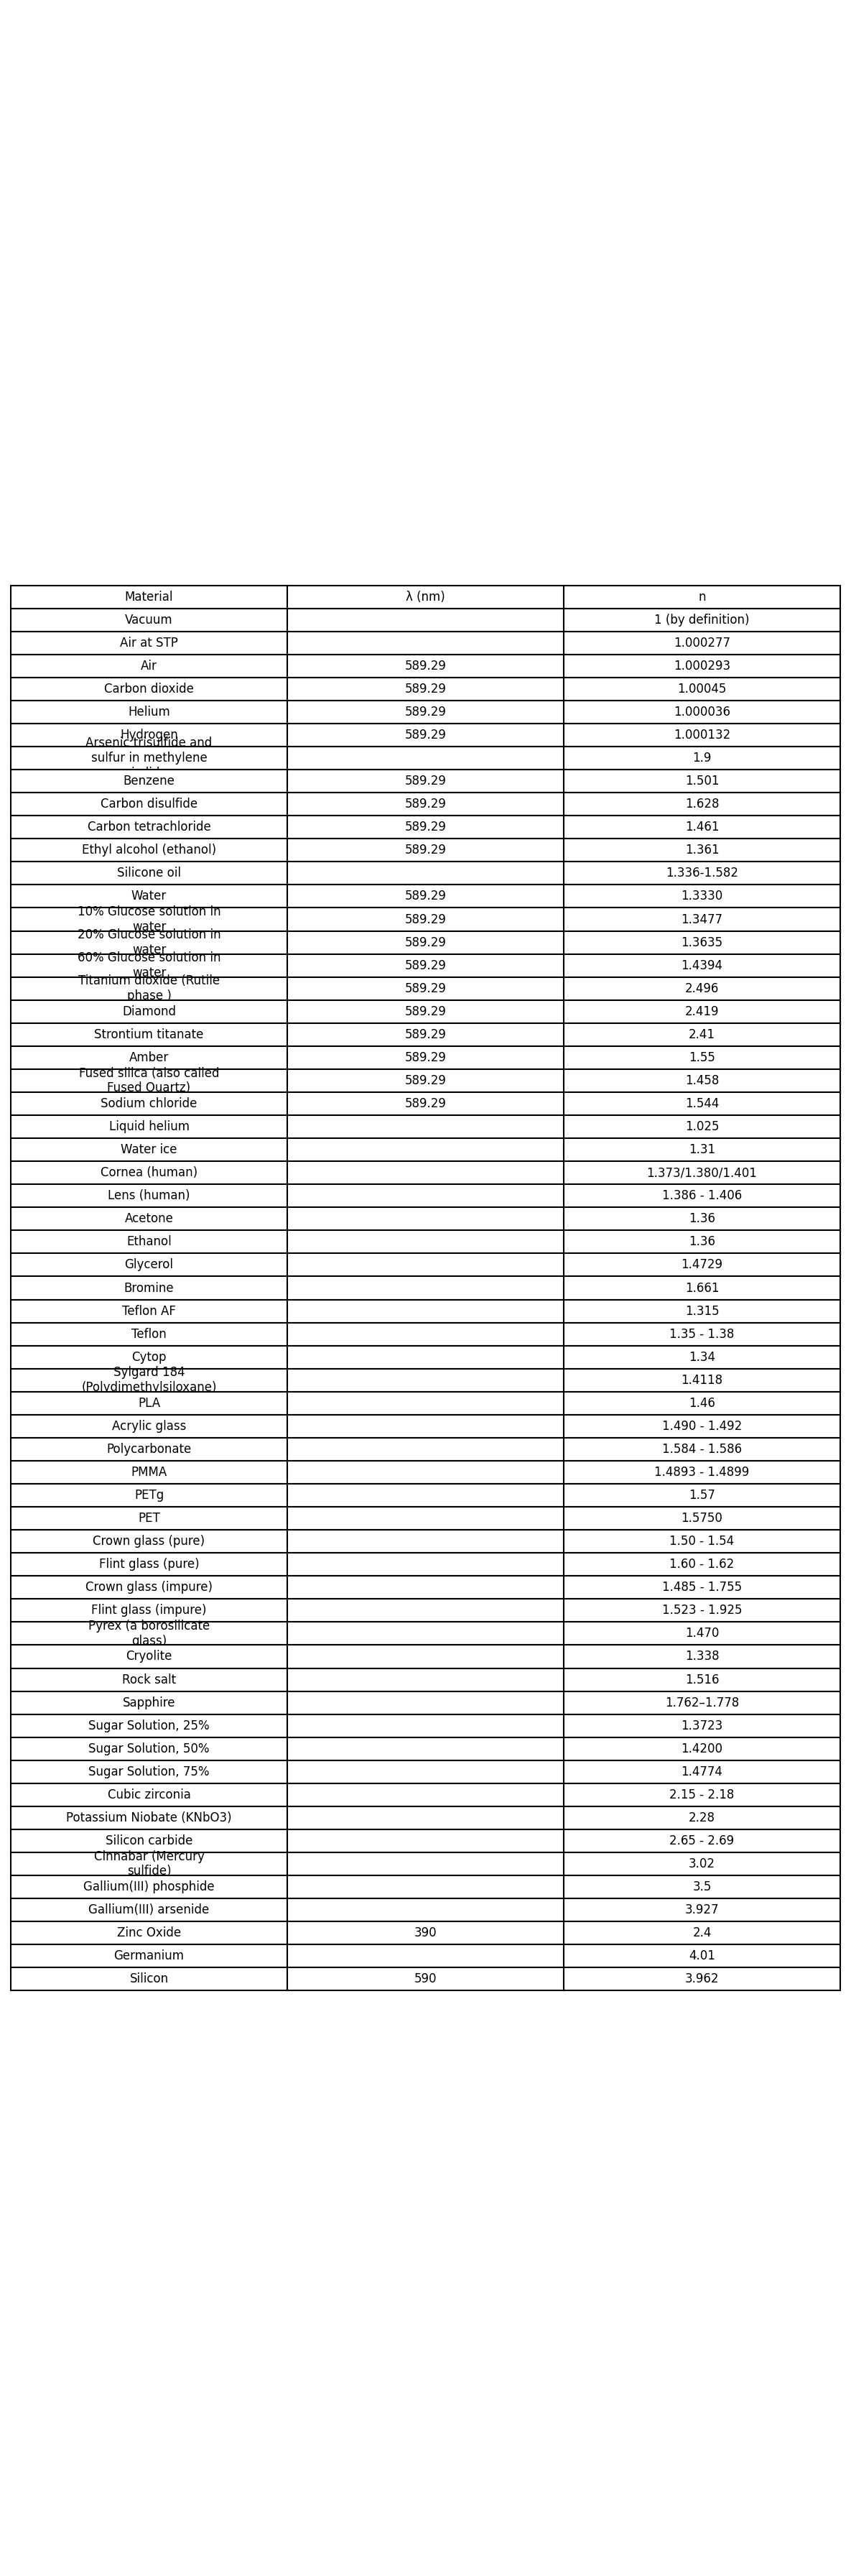 Material λ (nm) n
Vacuum 1 (by definition)
Air at STP 1.000277
Air 589.29 1.000293
Carbon dioxide 589.29 1.00045
Helium 589.29 1.000036
Hydrogen 589.29 1.000132
Arsenic trisulfide and
sulfur in methylene 1.9
Benzene 589.29 1.501
Carbon disulfide 589.29 1.628
Carbon tetrachloride 589.29 1.461
Ethyl alcohol (ethanol) 589.29 1.361
Silicone oil 1.336-1.582
Water 589.29 1.3330
10% Glucose solution in
water 589.29 1.3477
20% Glucose solution in
water 589.29 1.3635
60% Glucose solution in
water 589.29 1.4394
Titanium dioxide (Rutile
phase ) 589.29 2.496
Diamond 589.29 2.419
Strontium titanate 589.29 2.41
Amber 589.29 1.55
Fused silica (also called
Fused Quartz) 589.29 1.458
Sodium chloride 589.29 1.544
Liquid helium 1.025
Water ice 1.31
Cornea (human) 1.373/1.380/1.401
Lens (human) 1.386 - 1.406
Acetone 1.36
Ethanol 1.36
Glycerol 1.4729
Bromine 1.661
Teflon AF 1.315
Teflon 1.35 - 1.38
Cytop 1.34
Sylgard 184
(Polydimethylsiloxane) 1.4118
PLA 1.46
Acrylic glass 1.490 - 1.492
Polycarbonate 1.584 - 1.586
PMMA 1.4893 - 1.4899
PETg 1.57
PET 1.5750
Crown glass (pure) 1.50 - 1.54
Flint glass (pure) 1.60 - 1.62
Crown glass (impure) 1.485 - 1.755
Flint glass (impure) 1.523 - 1.925
Pyrex (a borosilicate
glass) 1.470
Cryolite 1.338
Rock salt 1.516
Sapphire 1.762–1.778
Sugar Solution, 25% 1.3723
Sugar Solution, 50% 1.4200
Sugar Solution, 75% 1.4774
Cubic zirconia 2.15 - 2.18
Potassium Niobate (KNbO3) 2.28
Silicon carbide 2.65 - 2.69
Cinnabar (Mercury
sulfide) 3.02
Gallium(III) phosphide 3.5
Gallium(III) arsenide 3.927
Zinc Oxide 390 2.4
Germanium 4.01
Silicon 590 3.962